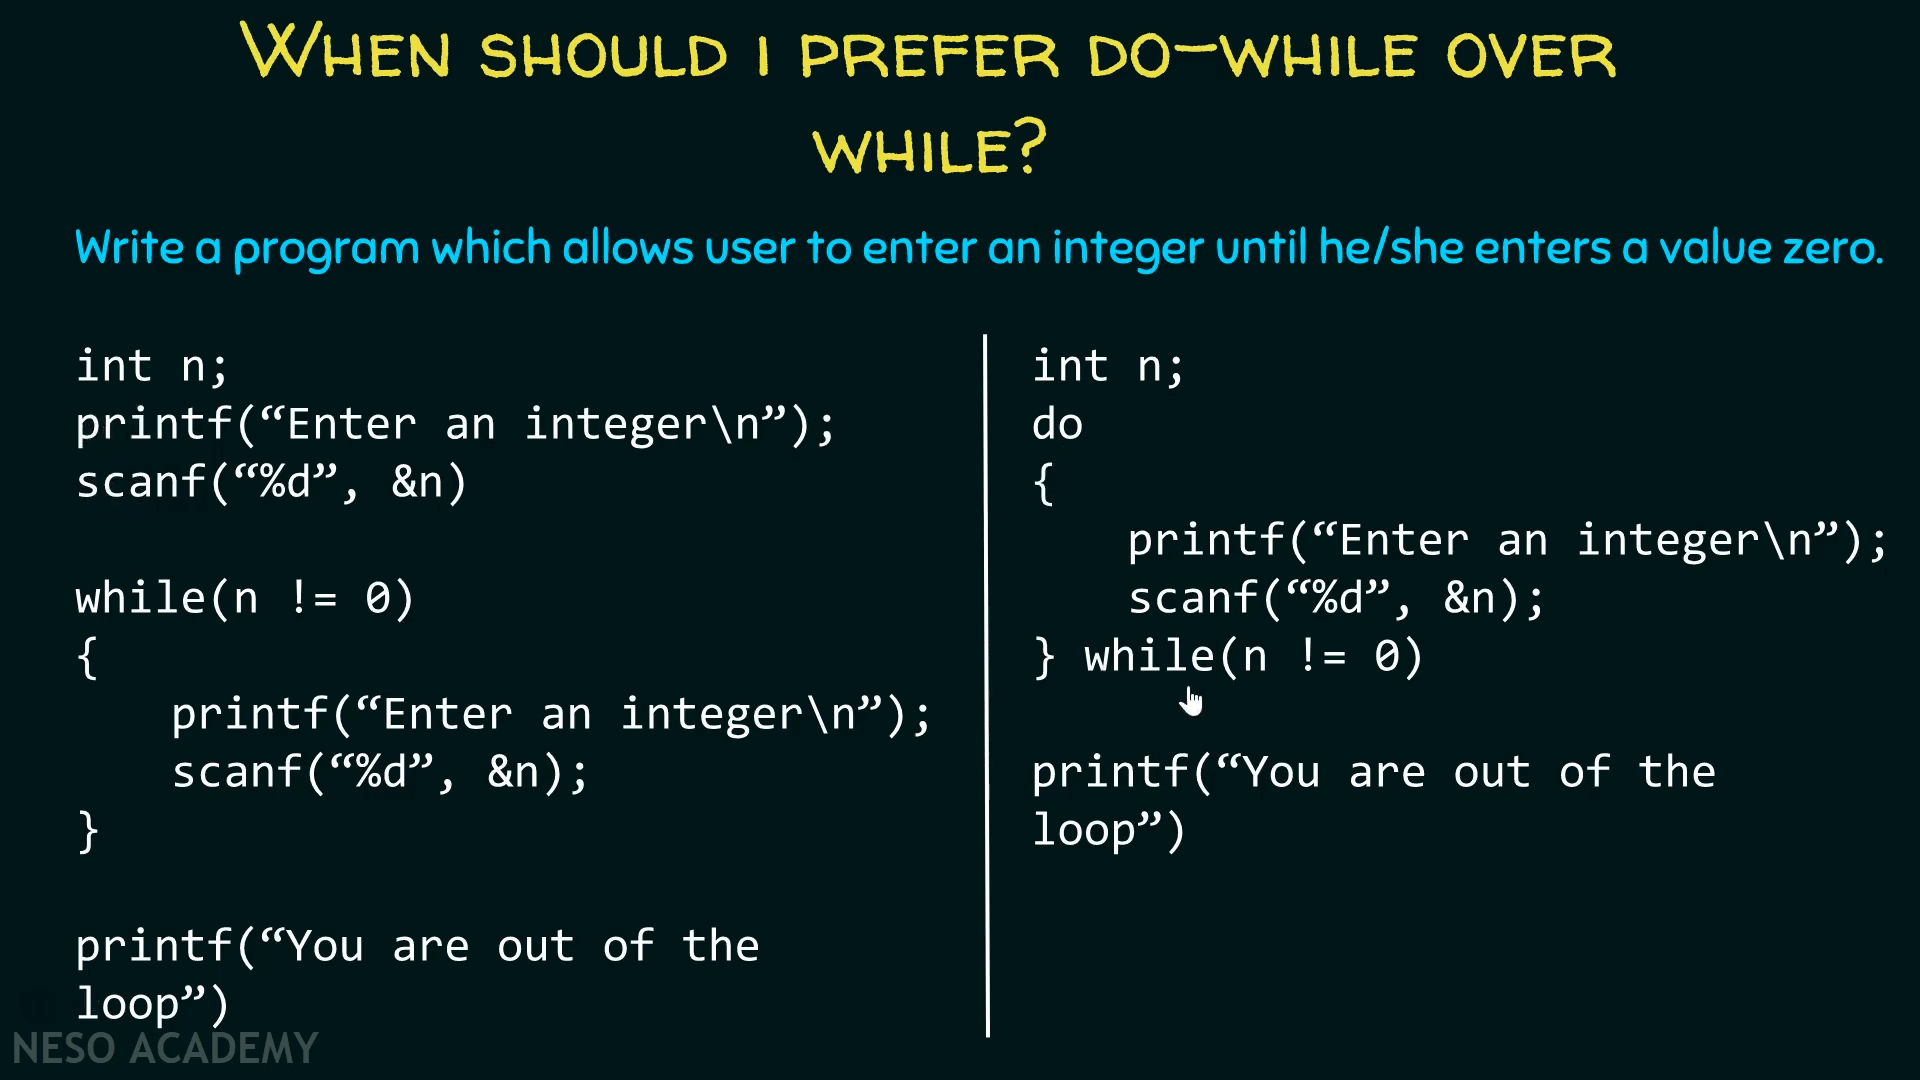 WHEN SHOULD I PREFER DO-WHILE OVER
WHILE?
Write a program which allows user to enter an integer until he/she enters a value zero.
int n;
printf(“Enter an integer\n”);
scanf(“%d”, &n)
while(n != 0)
{
printf(“Enter an integer\n”);
scanf(“%d”, &n);
}
printf(“You are out of the
loop”)
int n;
do
{
printf(“Enter an integer\n”);
scanf(“%d”, &n);
} while(n != 0)
printf(“You are out of the
loop”)
NESO ACADEMY